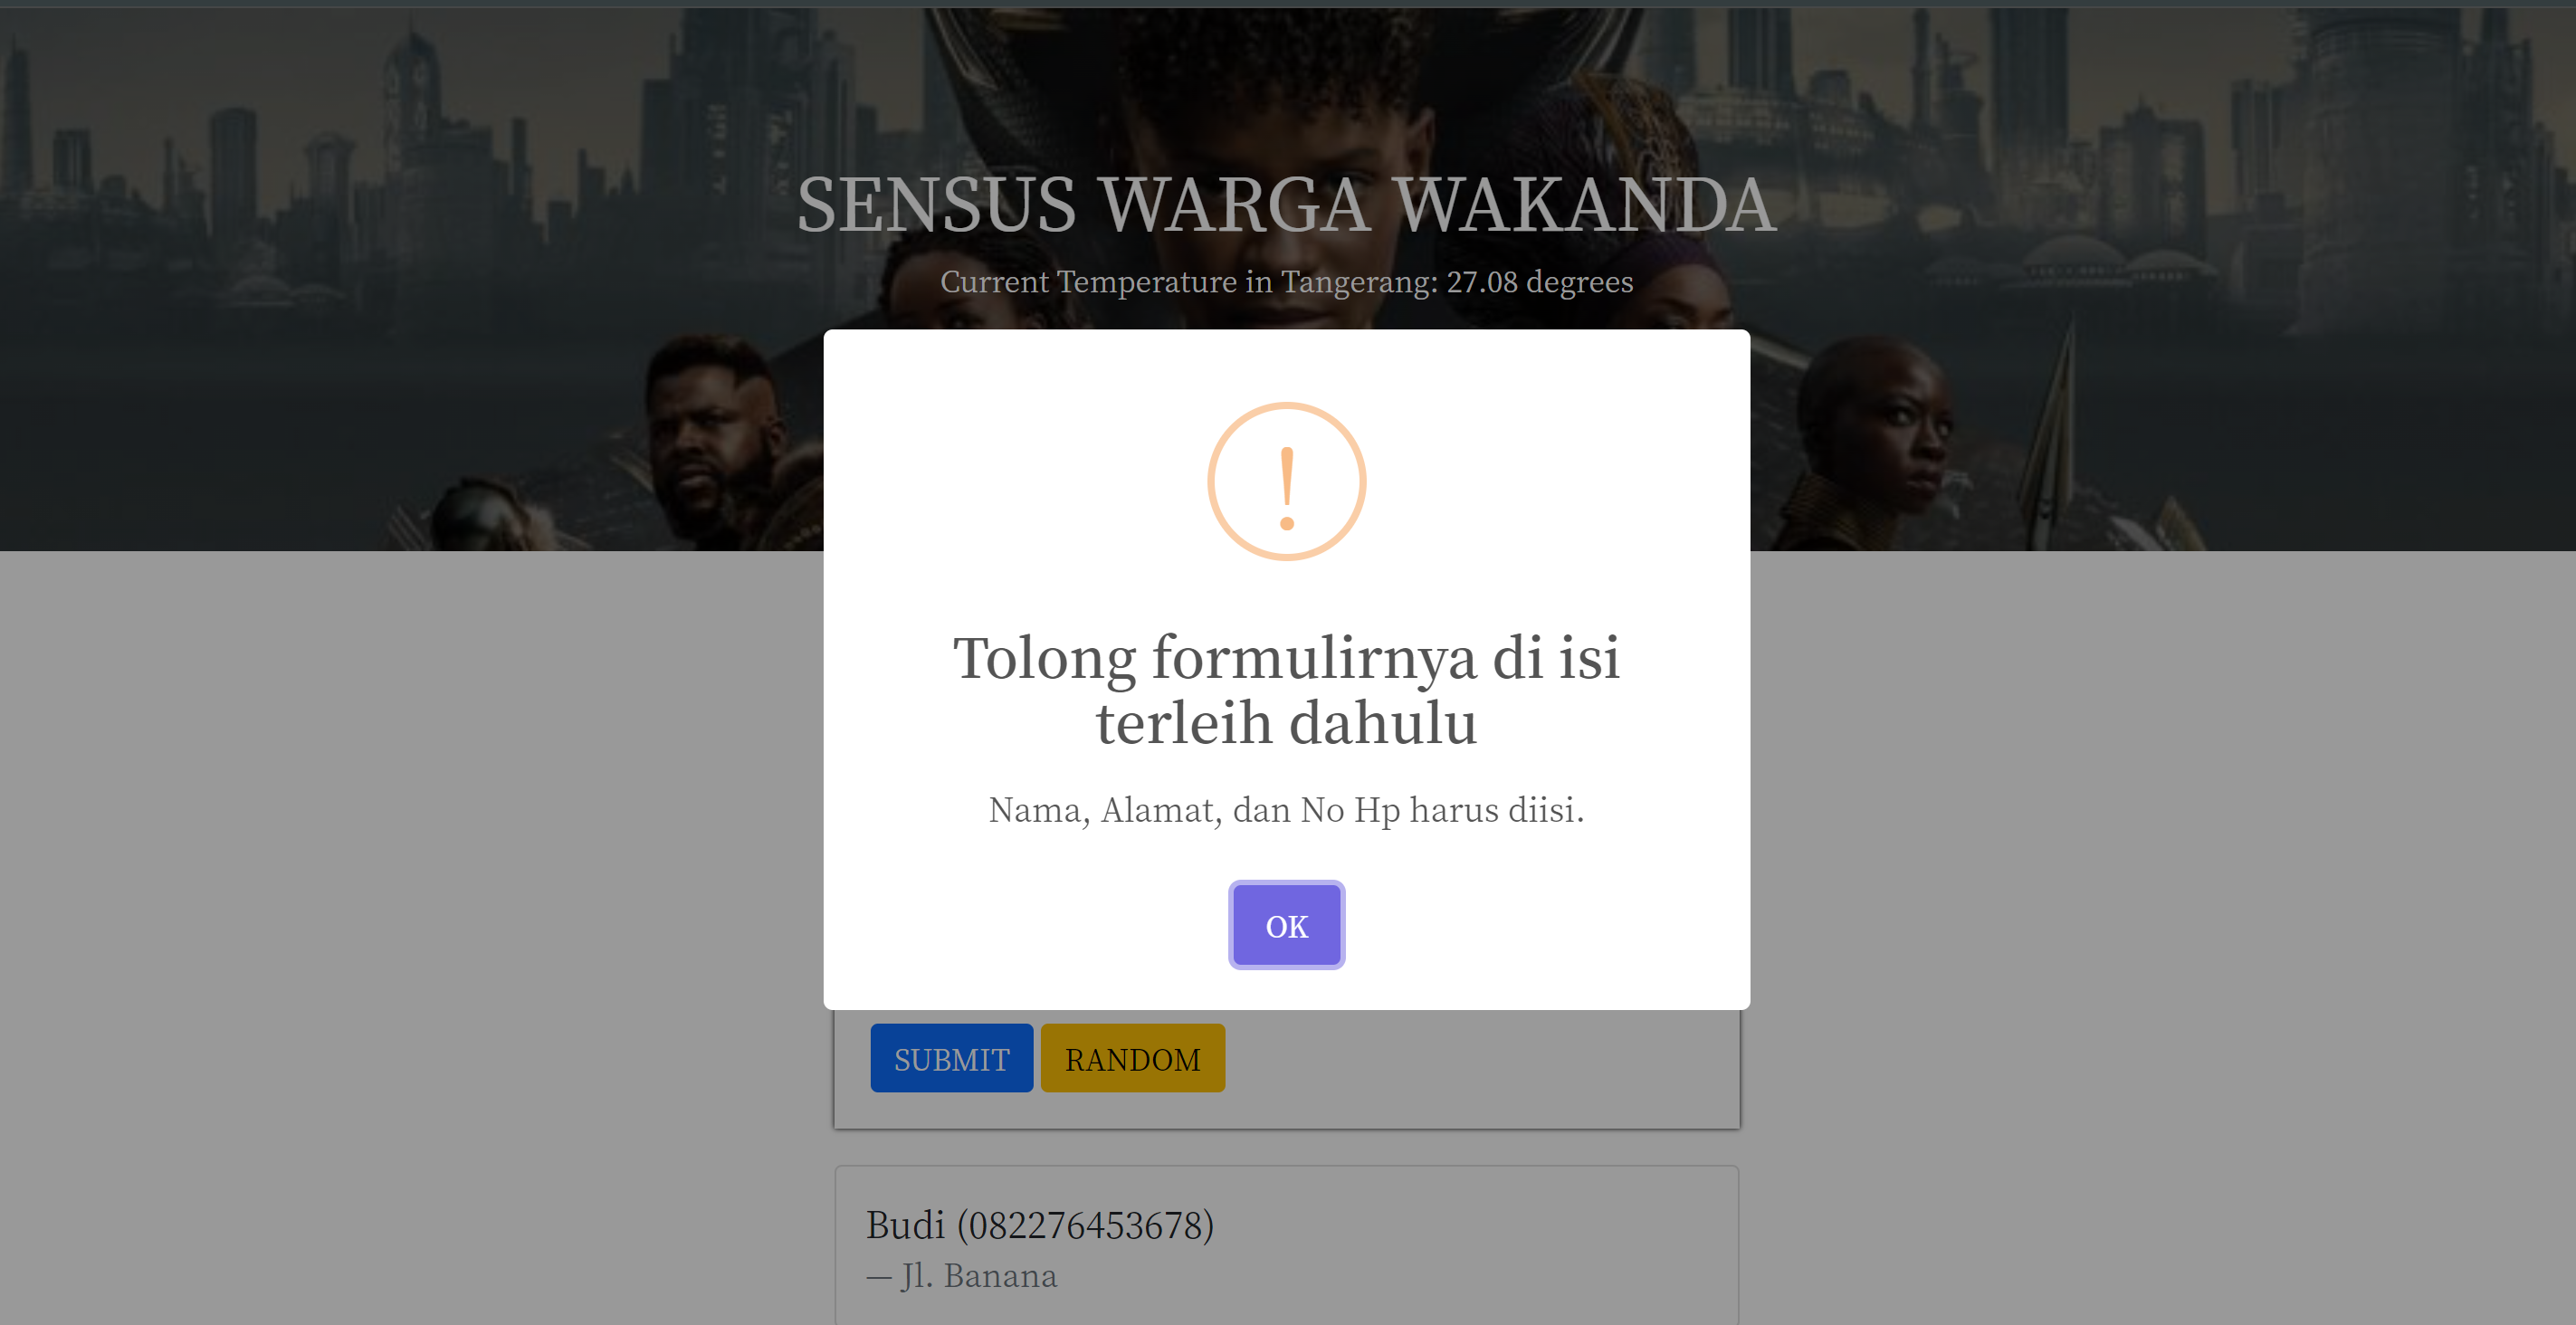 SENSUS WARGA WAKANDA
Current Temperature in Tangerang: 27.08 degrees
!
Tolong formulirnya di isi
terleih dahulu
Nama, Alamat, dan No Hp harus diisi.
OK
SUBMIT RANDOM
Budi (082276453678)
— Jl. Banana